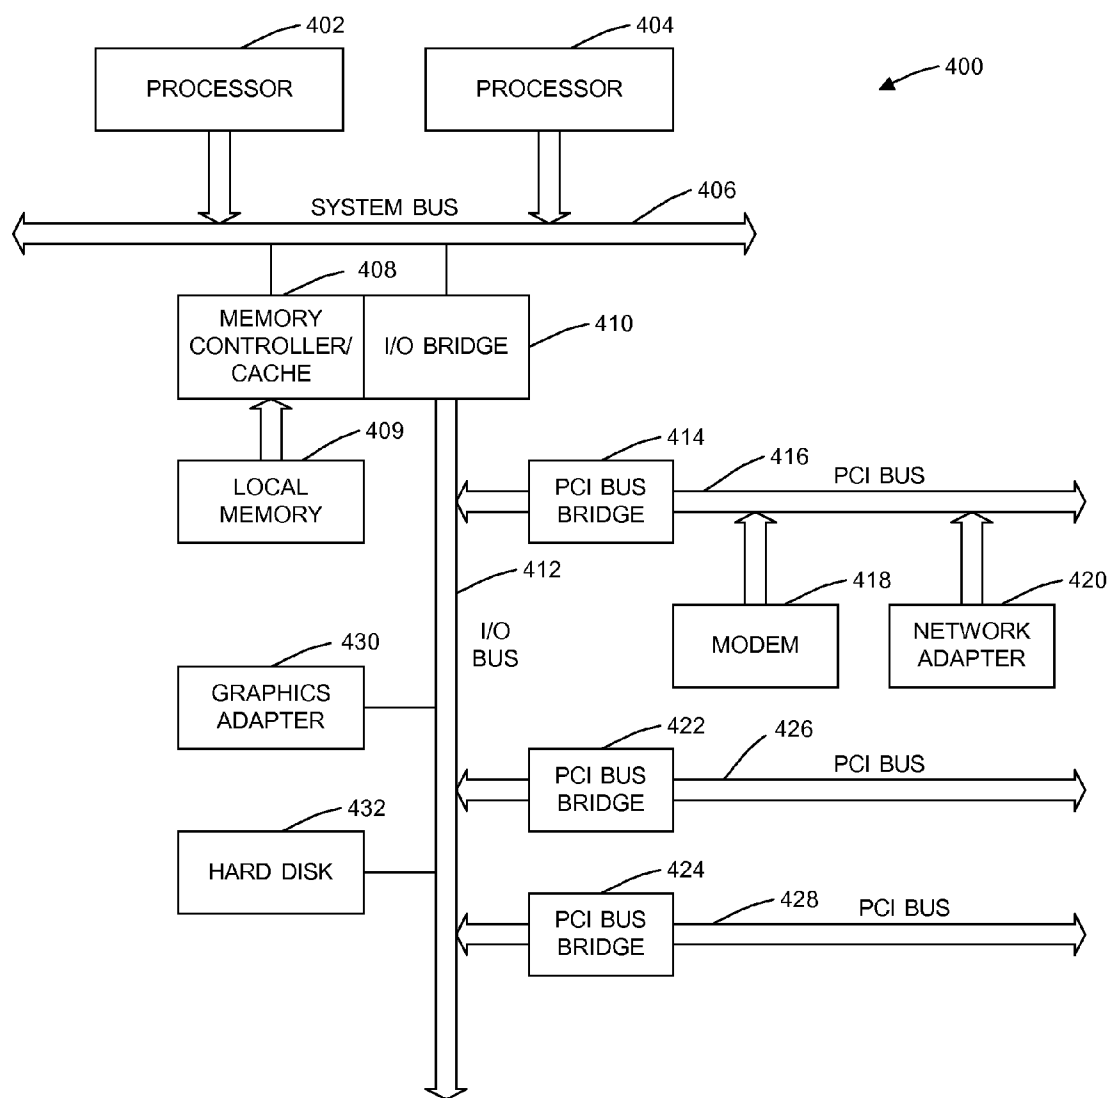 402
404
PROCESSOR
PROCESSOR
400
SYSTEM BUS
406
408
MEMORY
CONTROLLER/
CACHE
I/O BRIDGE
410
409
LOCAL
MEMORY
414
416
PCI BUS
PCI BUS
BRIDGE
412
418
420
MODEM
NETWORK
ADAPTER
I/O
BUS
430
GRAPHICS
ADAPTER
422
426
PCI BUS
PCI BUS
BRIDGE
432
HARD DISK
424
428
PCI BUS
PCI BUS
BRIDGE